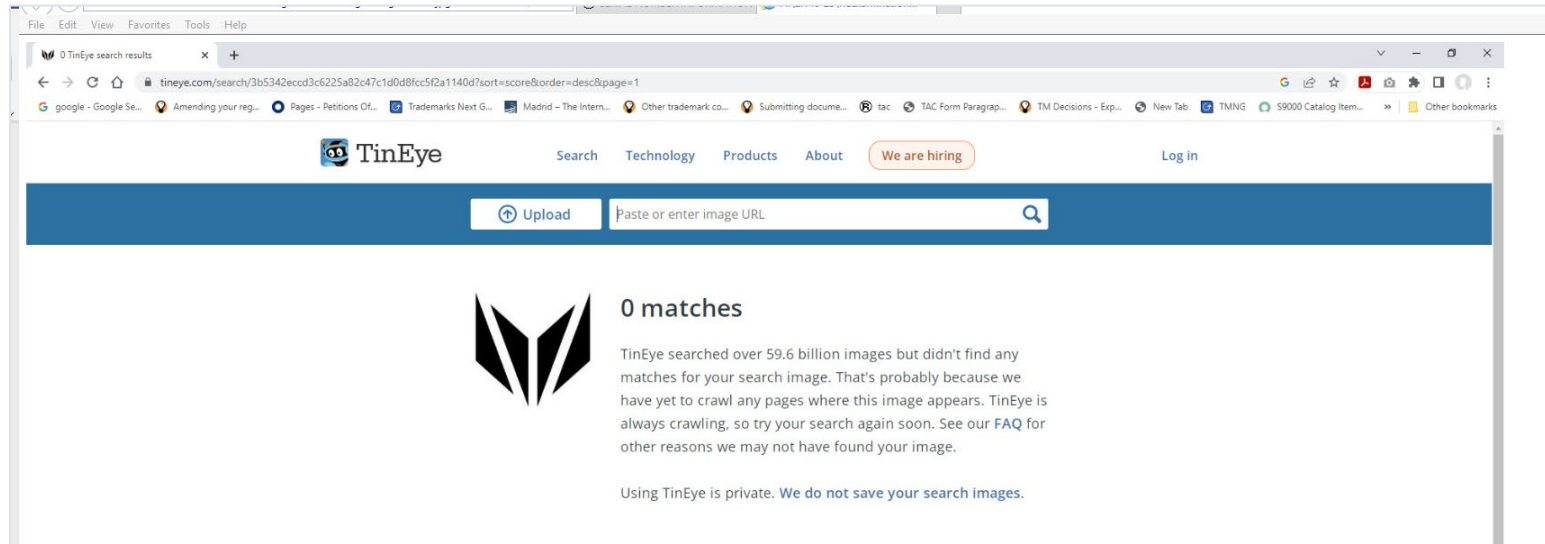 File Edit View Favorites Tools Help
0 TinEye search results
tineye.com/search/3b5342eccd3c6225a82c47c1d0d8fcc5f2a1140d?sort=score&order=desc&page=1
google - Google Se... Amending your reg... Pages - Petitions Of... Trademarks Next G... Madrid – The Intern... Other trademark co... Submitting docume... tac TAC Form Paragrap... TM Decisions - Exp... New Tab TMNG S9000 Catalog Item... » Other bookmarks
TinEye Search Technology Products About We are hiring Log in
Upload Paste or enter image URL
0 matches
TinEye searched over 59.6 billion images but didn't find any
matches for your search image. That's probably because we
have yet to crawl any pages where this image appears. TinEye is
always crawling, so try your search again soon. See our FAQ for
other reasons we may not have found your image.
Using TinEye is private. We do not save your search images.